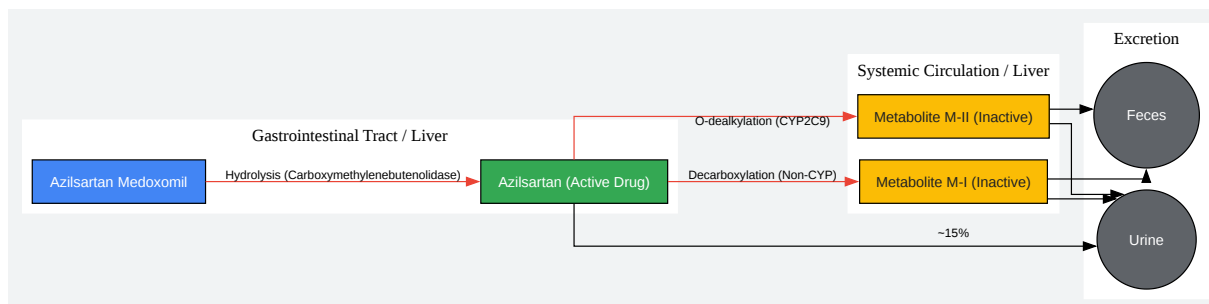 Excretion
Systemic Circulation / Liver
Gastrointestinal Tract / Liver
Feces
Metabolite M-II (Inactive)
O-dealkylation (CYP2C9)
Azilsartan Medoxomil
Hydrolysis (Carboxymethylenebutenolidase)
Azilsartan (Active Drug)
Decarboxylation (Non-CYP)
Metabolite M-I (Inactive)
~15%
Urine